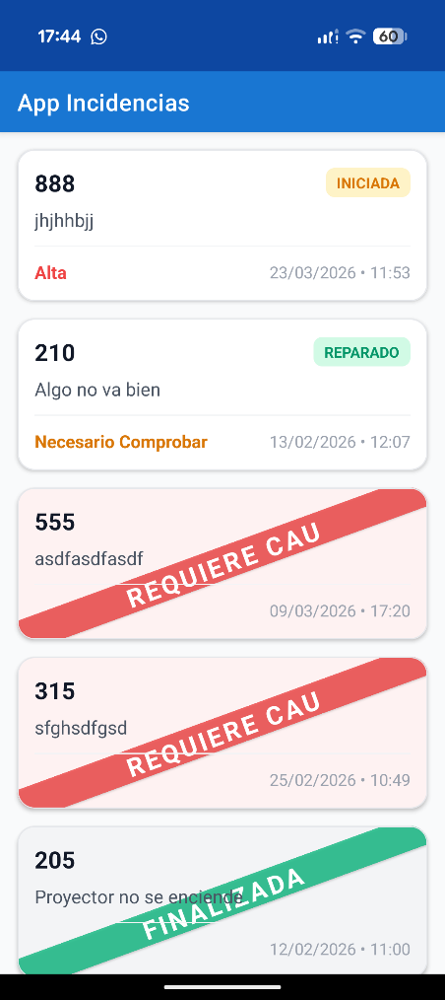 17:44
60
App Incidencias
888
INICIADA
jhjhhbjj
Alta
23/03/2026 • 11:53
210
REPARADO
Algo no va bien
Necesario Comprobar
13/02/2026 • 12:07
555
asdfasdfasdf
REQUIERE CAU
09/03/2026 • 17:20
315
sfghsdfgsd
REQUIERE CAU
25/02/2026 • 10:49
205
Proyector no se enciende
FINALIZADA
12/02/2026 • 11:00